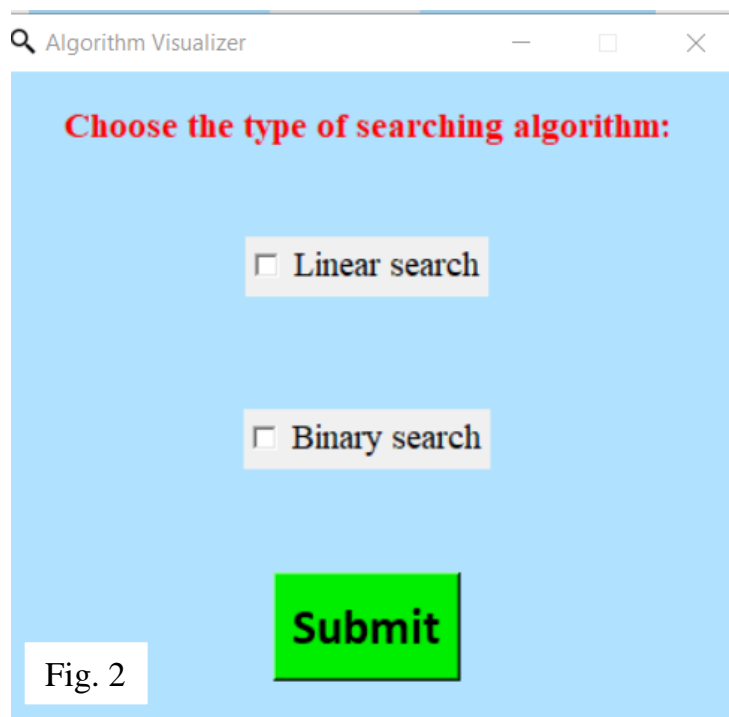 Algorithm Visualizer
Choose the type of searching algorithm:
Linear search
Binary search
Submit
Fig. 2